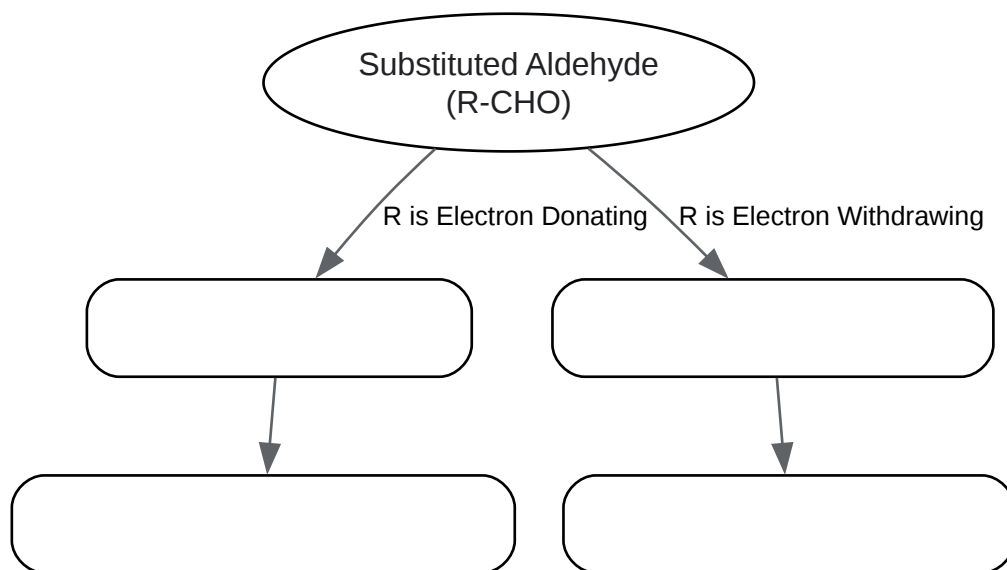 Substituted Aldehyde
(R-CHO)
R is Electron Donating
R is Electron Withdrawing